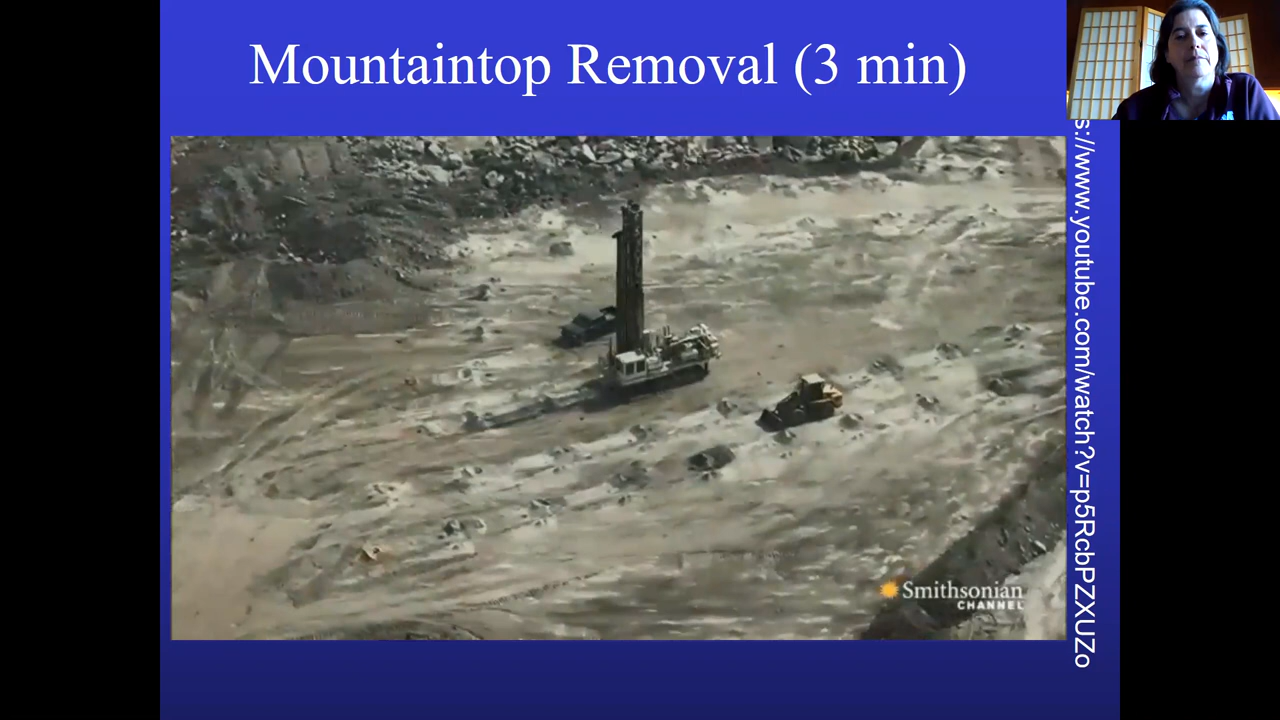 Mountaintop Removal (3 min)
s://www.youtube.com/watch?v=p5RcbPZXUZo
Smithsonian
CHANNEL